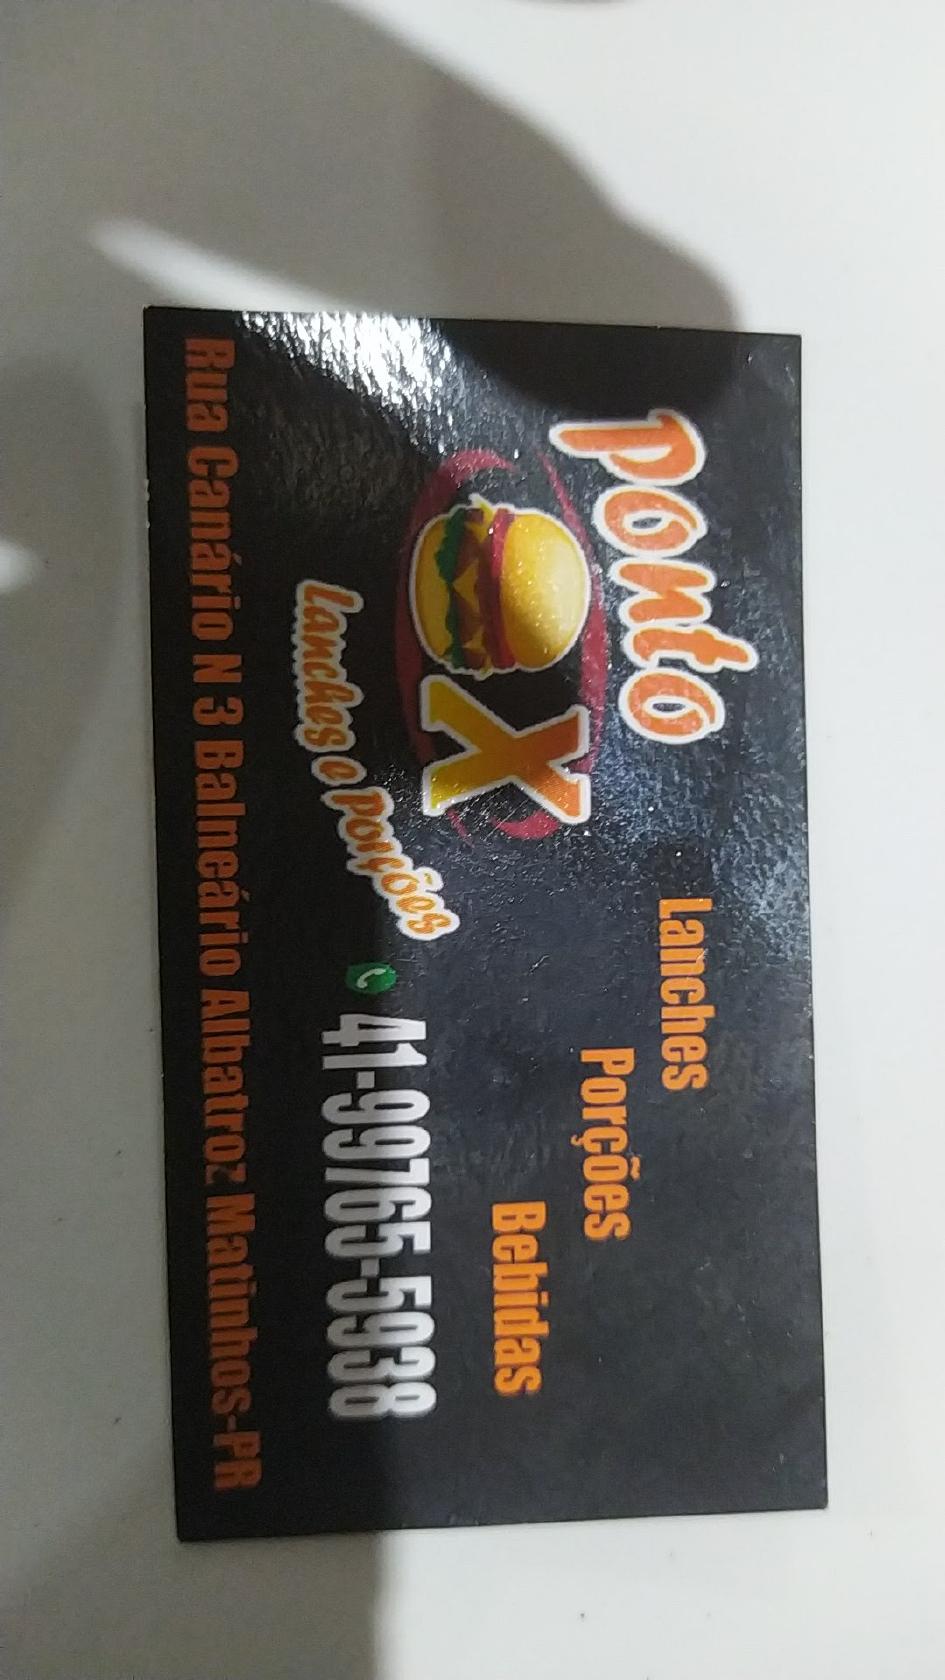 Ponto
X
Lanches e porções
Lanches
Porções
Bebidas
41-99765-5938
Rua Canário N 3 Balneário Albatroz Matinhos-PR